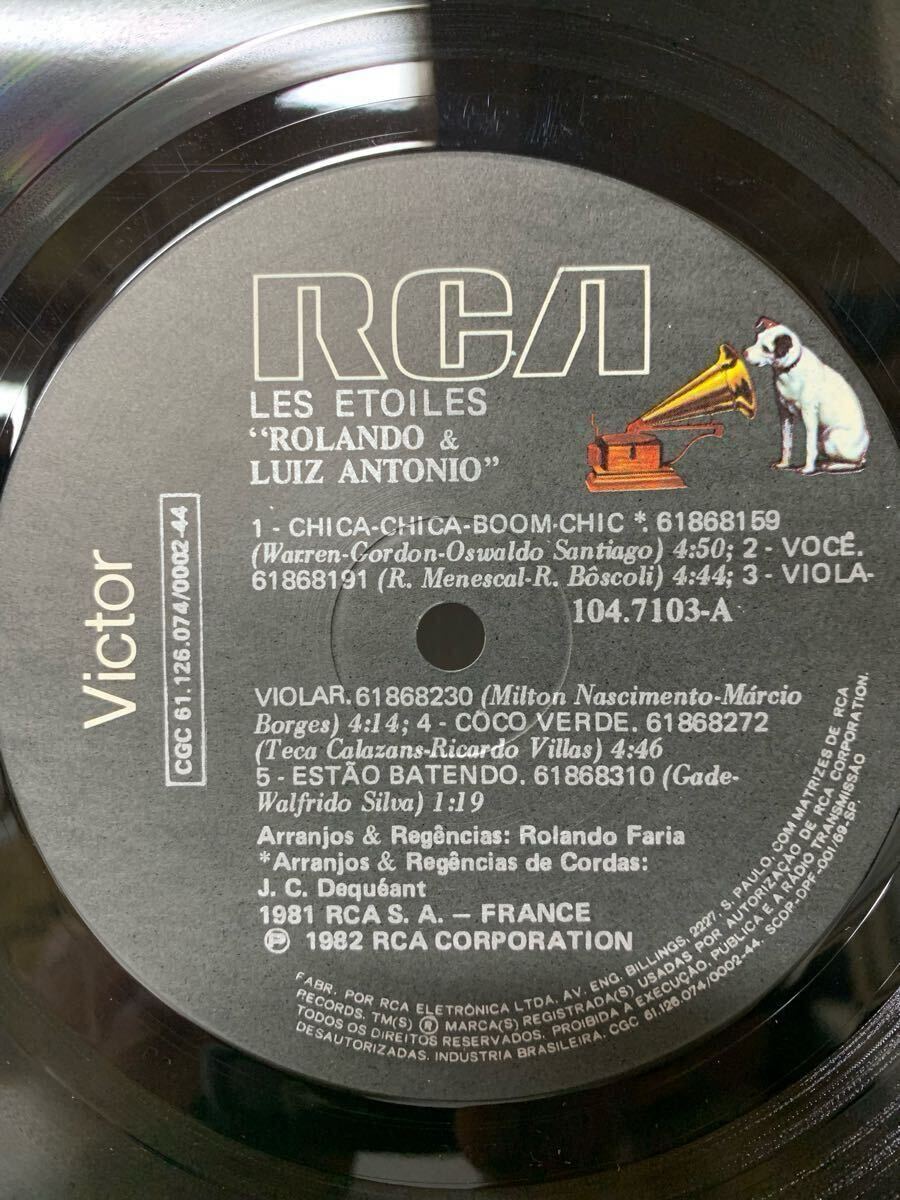 RCA
LES ETOILES
“ROLANDO &
LUIZ ANTONIO”
1 - CHICA-CHICA-BOOM-CHIC *. 61868159
(Warren-Gordon-Oswaldo Santiago) 4:50; 2 - VOCÊ.
61868191 (R. Menescal-R. Bôscoli) 4:44; 3 - VIOLA-
104.7103-A
VIOLAR. 61868230 (Milton Nascimento-Márcio
Borges) 4:14; 4 - COCO VERDE. 61868272
(Teca Calazans-Ricardo Villas) 4:46
5 - ESTÃO BATENDO. 61868310 (Gade-
Walfrido Silva) 1:19
Arranjos & Regências: Rolando Faria
*Arranjos & Regências de Cordas:
J. C. Dequéant
1981 RCA S. A. – FRANCE
℗ 1982 RCA CORPORATION
Victor
CGC 61.126.074/0002-44
FABR. POR RCA ELETRÔNICA LTDA. AV. ENG. BILLINGS, 2227. S. PAULO, COM MATRIZES DE RCA
RECORDS. TM(S) ® MARCA(S) REGISTRADA(S) USADAS POR AUTORIZAÇÃO DE RCA CORPORATION.
TODOS OS DIREITOS RESERVADOS. PROIBIDA A EXECUÇÃO, PÚBLICA E A RÁDIO TRANSMISSÃO
DESAUTORIZADAS. INDUSTRIA BRASILEIRA. CGC 61.126.074/0002-44. SCDP-DPF-001/69-SP.